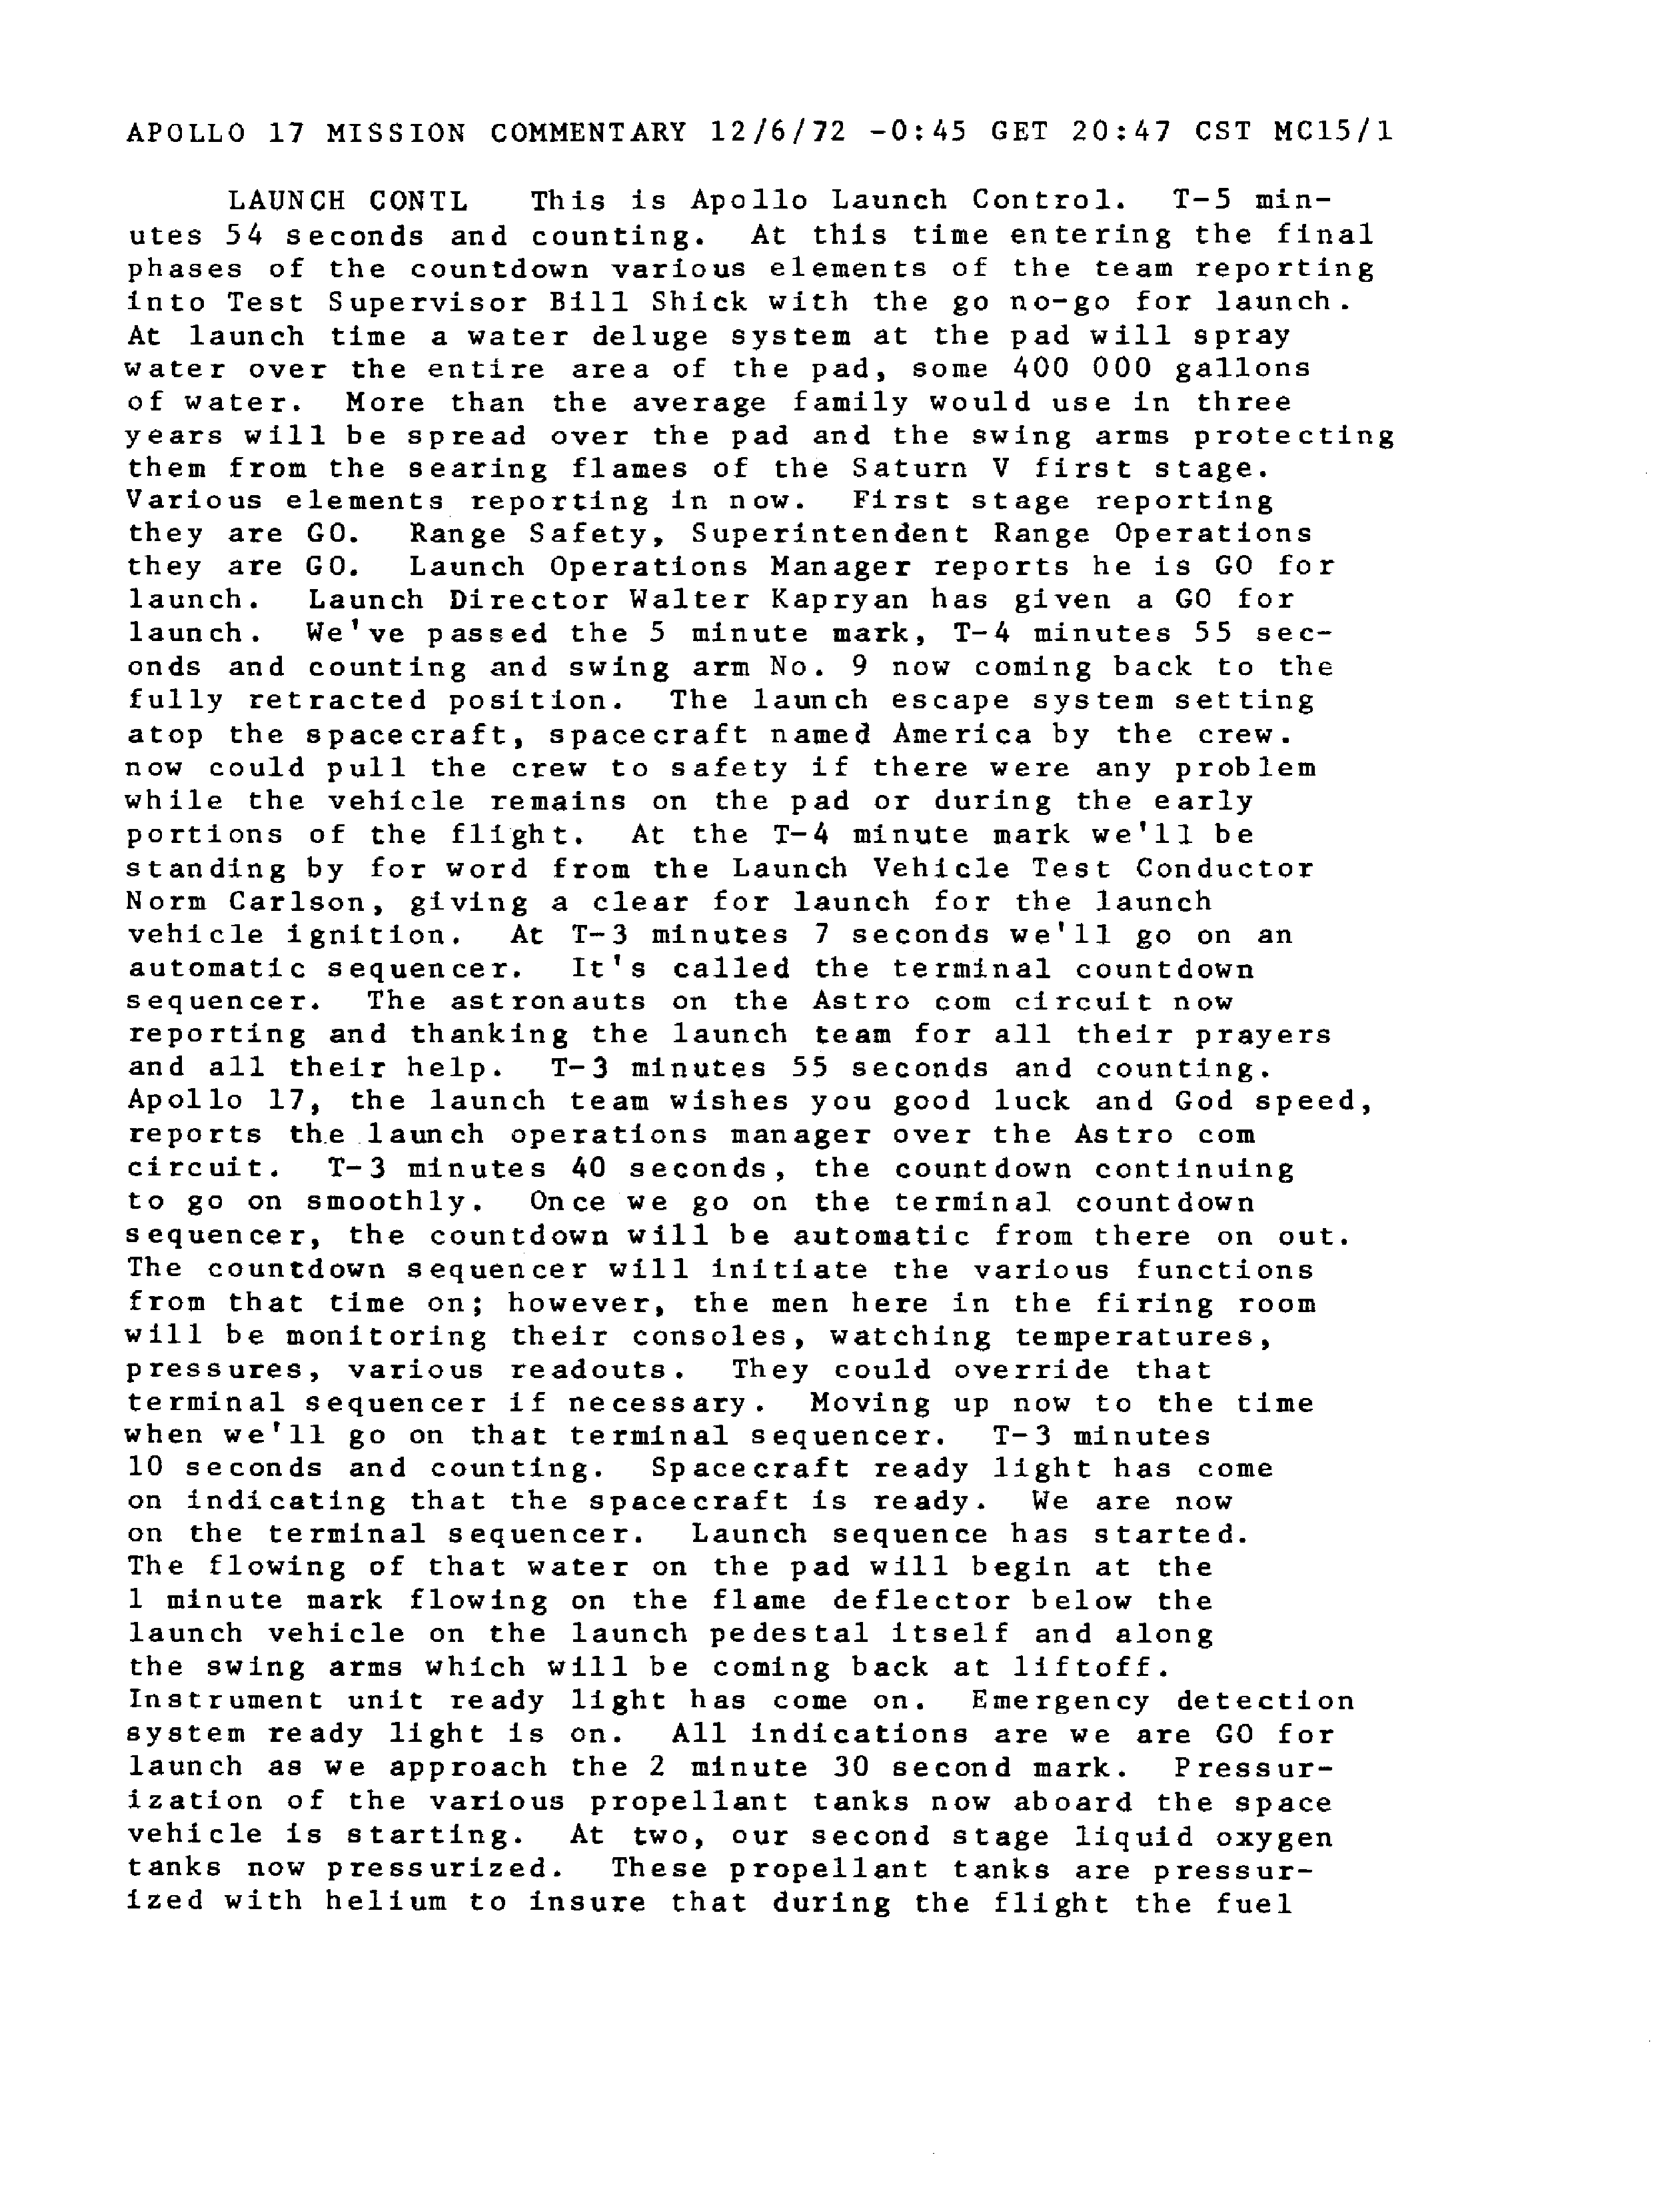 APOLLO 17 MISSION COMMENTARY 12/6/72 -0:45 GET 20:47 CST MC15/1
LAUNCH CONTL This is Apollo Launch Control. T-5 min-
utes 54 seconds and counting. At this time entering the final
phases of the countdown various elements of the team reporting
into Test Supervisor Bill Shick with the go no-go for launch.
At launch time a water deluge system at the pad will spray
water over the entire area of the pad, some 400 000 gallons
of water. More than the average family would use in three
years will be spread over the pad and the swing arms protecting
them from the searing flames of the Saturn V first stage.
Various elements reporting in now. First stage reporting
they are GO. Range Safety, Superintendent Range Operations
they are GO. Launch Operations Manager reports he is GO for
launch. Launch Director Walter Kapryan has given a GO for
launch. We've passed the 5 minute mark, T-4 minutes 55 sec-
onds and counting and swing arm No. 9 now coming back to the
fully retracted position. The launch escape system setting
atop the spacecraft, spacecraft named America by the crew.
now could pull the crew to safety if there were any problem
while the vehicle remains on the pad or during the early
portions of the flight. At the T-4 minute mark we'll be
standing by for word from the Launch Vehicle Test Conductor
Norm Carlson, giving a clear for launch for the launch
vehicle ignition. At T-3 minutes 7 seconds we'll go on an
automatic sequencer. It's called the terminal countdown
sequencer. The astronauts on the Astro com circuit now
reporting and thanking the launch team for all their prayers
and all their help. T-3 minutes 55 seconds and counting.
Apollo 17, the launch team wishes you good luck and God speed,
reports the launch operations manager over the Astro com
circuit. T-3 minutes 40 seconds, the countdown continuing
to go on smoothly. Once we go on the terminal countdown
sequencer, the countdown will be automatic from there on out.
The countdown sequencer will initiate the various functions
from that time on; however, the men here in the firing room
will be monitoring their consoles, watching temperatures,
pressures, various readouts. They could override that
terminal sequencer if necessary. Moving up now to the time
when we'll go on that terminal sequencer. T-3 minutes
10 seconds and counting. Spacecraft ready light has come
on indicating that the spacecraft is ready. We are now
on the terminal sequencer. Launch sequence has started.
The flowing of that water on the pad will begin at the
1 minute mark flowing on the flame deflector below the
launch vehicle on the launch pedestal itself and along
the swing arms which will be coming back at liftoff.
Instrument unit ready light has come on. Emergency detection
system ready light is on. All indications are we are GO for
launch as we approach the 2 minute 30 second mark. Pressur-
ization of the various propellant tanks now aboard the space
vehicle is starting. At two, our second stage liquid oxygen
tanks now pressurized. These propellant tanks are pressur-
ized with helium to insure that during the flight the fuel